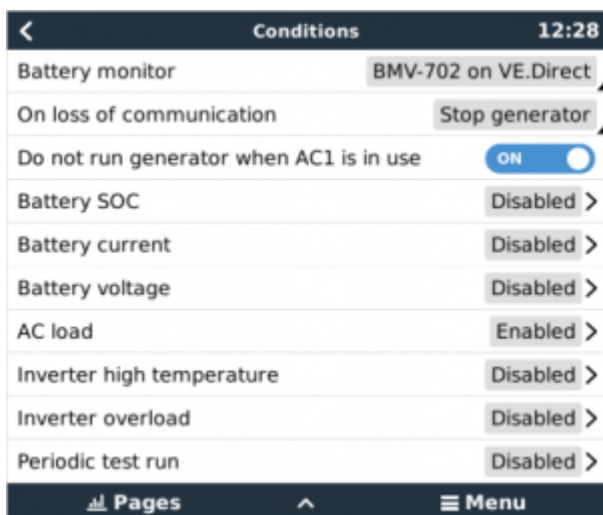 Conditions 12:28
Battery monitor BMV-702 on VE.Direct
On loss of communication Stop generator
Do not run generator when AC1 is in use ON
Battery SOC Disabled
Battery current Disabled
Battery voltage Disabled
AC load Enabled
Inverter high temperature Disabled
Inverter overload Disabled
Periodic test run Disabled
Pages Menu